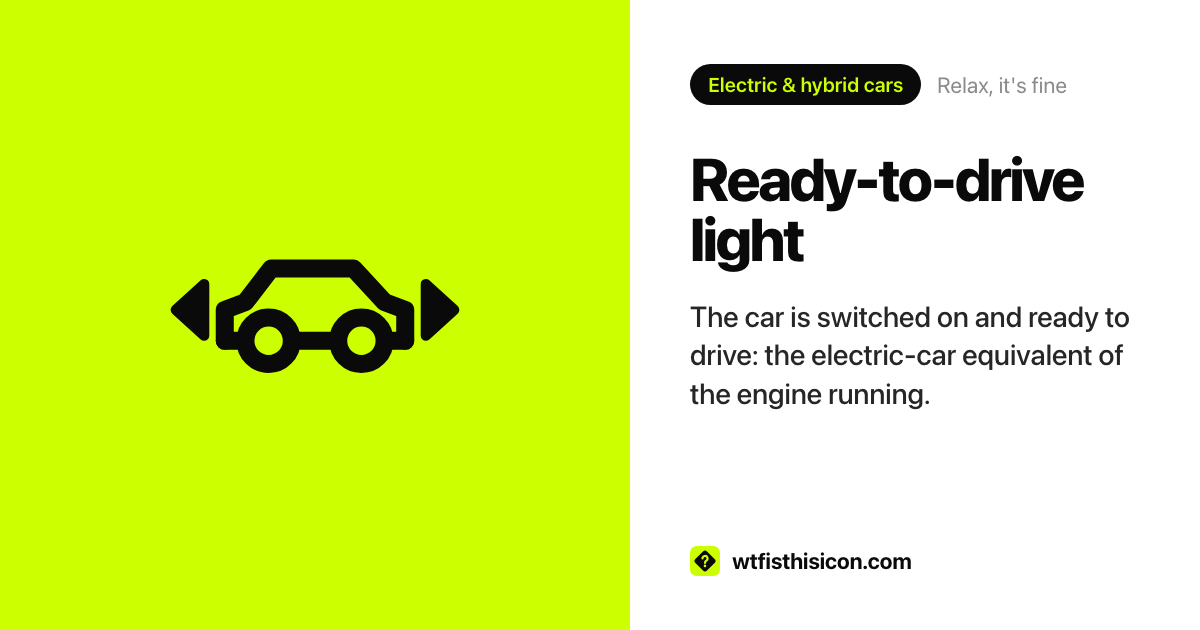 Electric & hybrid cars
Relax, it's fine
Ready-to-drive
light
The car is switched on and ready to
drive: the electric-car equivalent of
the engine running.
?
wtfisthisicon.com